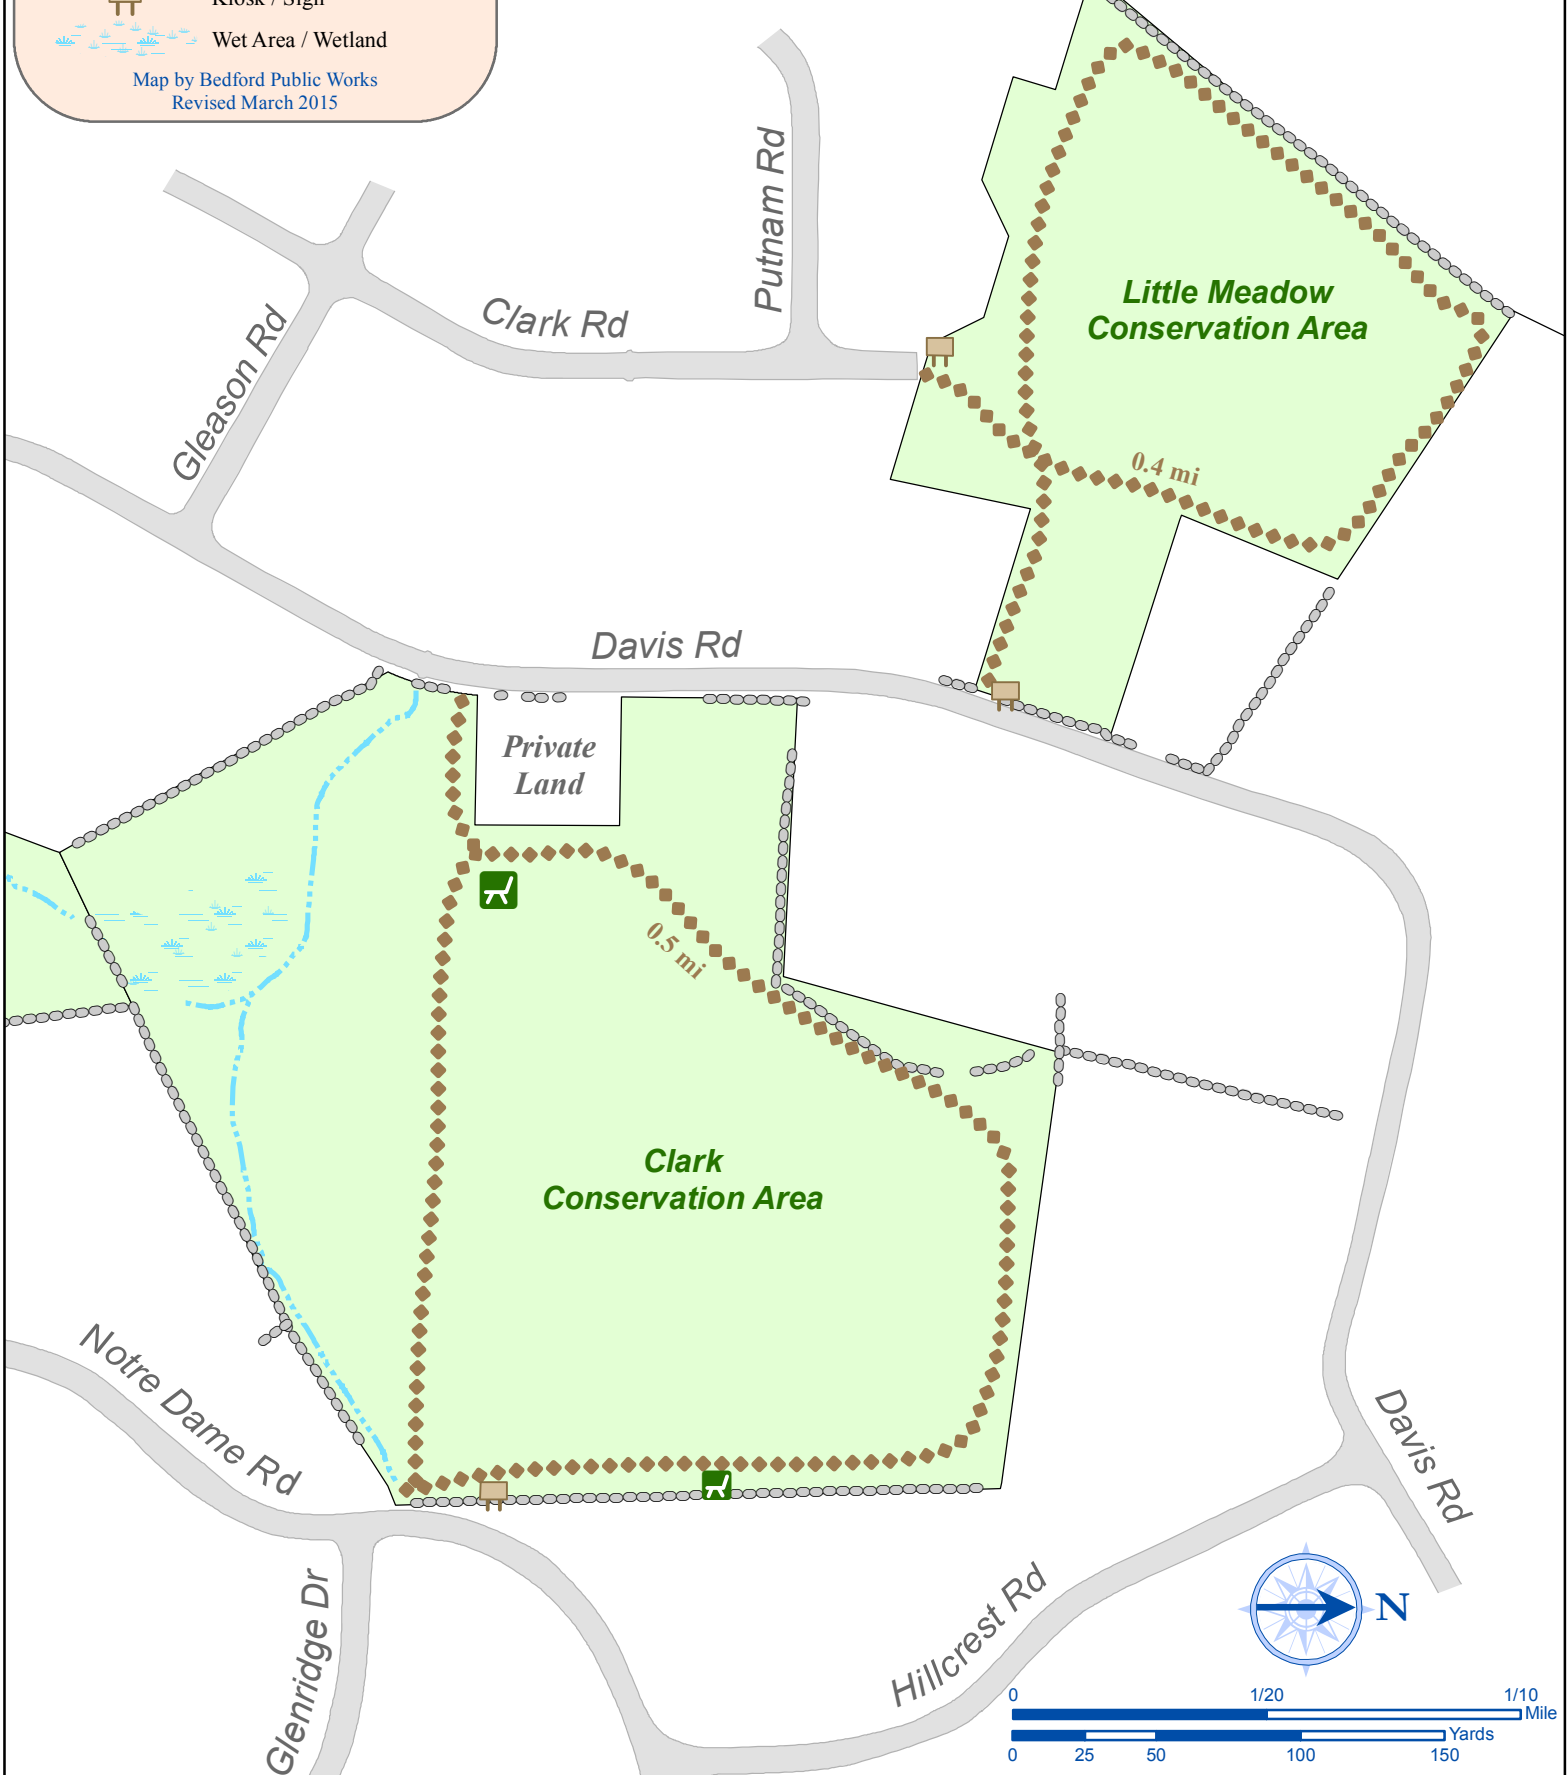 Kiosk / Sign
Wet Area / Wetland
Map by Bedford Public Works
Revised March 2015
Putnam Rd
Clark Rd
Gleason Rd
Little Meadow
Conservation Area
0.4 mi
Davis Rd
Private
Land
0.5 mi
Clark
Conservation Area
Notre Dame Rd
Davis Rd
Glenridge Dr
Hillcrest Rd
N
0 1/20 1/10
Mile
Yards
0 25 50 100 150